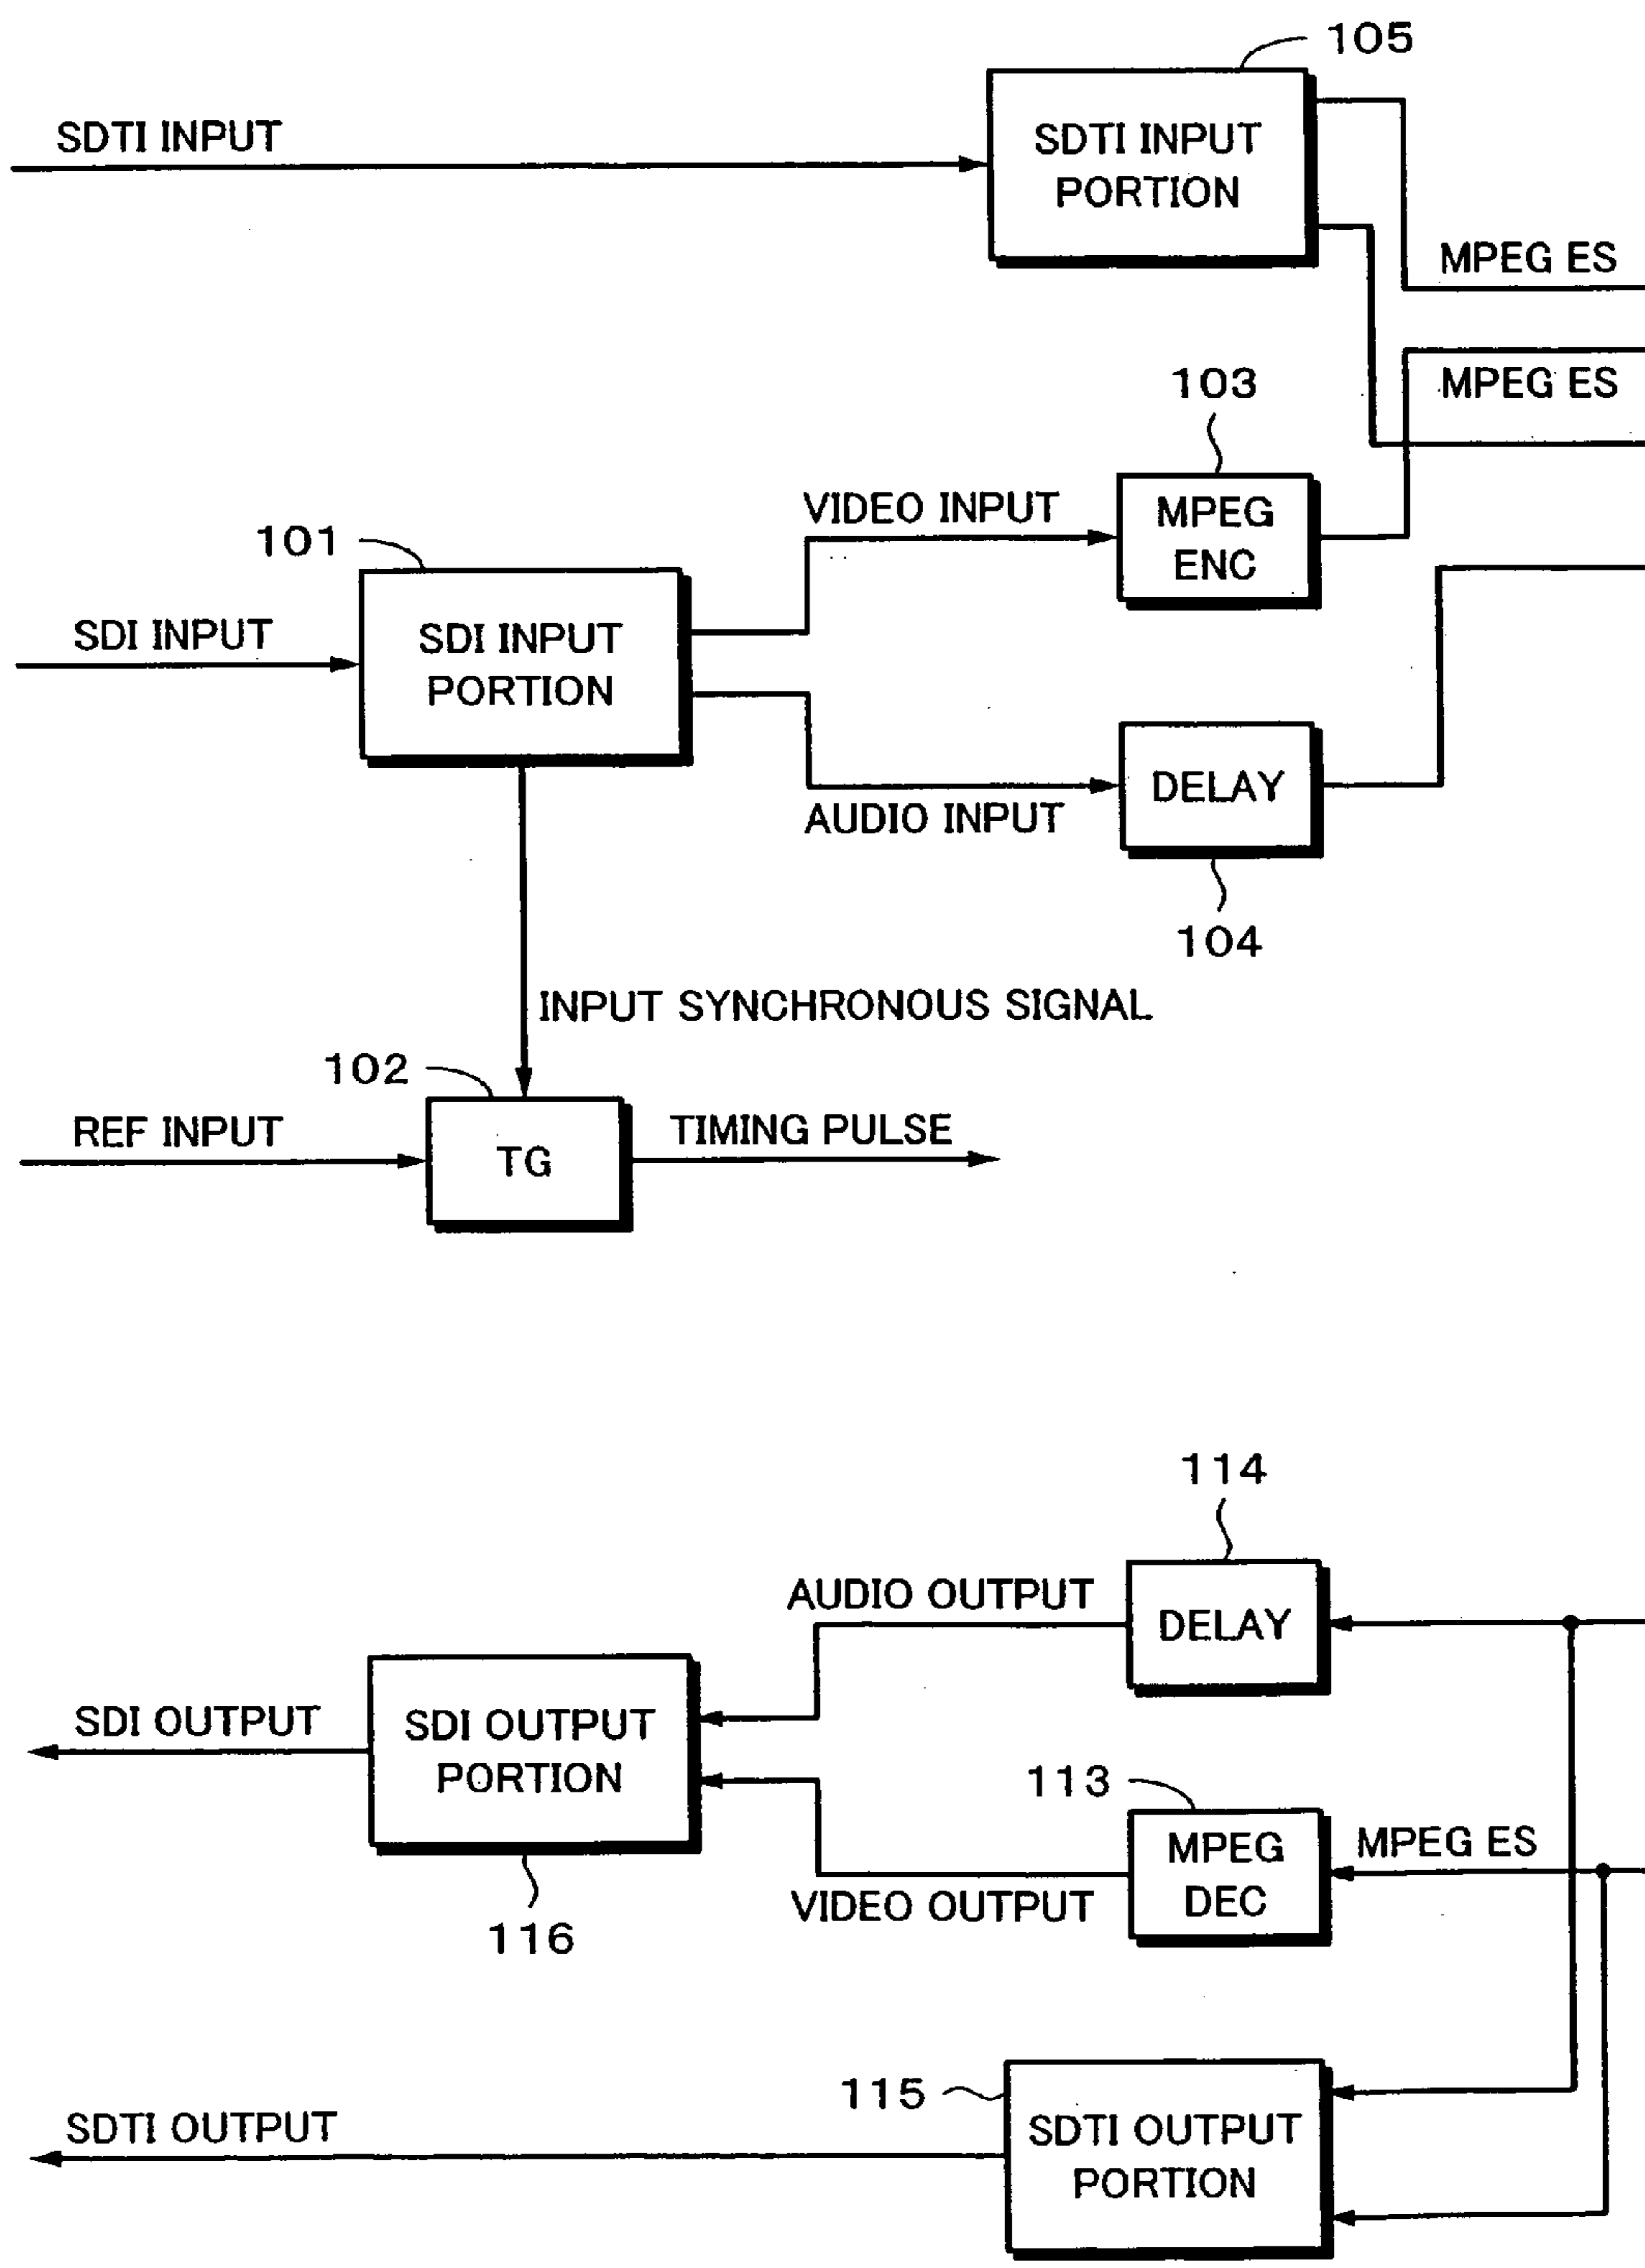 105
SDTI INPUT
SDTI INPUT
PORTION
MPEG ES
103
MPEG ES
VIDEO INPUT
MPEG
ENC
101
SDI INPUT
SDI INPUT
PORTION
DELAY
AUDIO INPUT
104
INPUT SYNCHRONOUS SIGNAL
102
REF INPUT
TG
TIMING PULSE
114
AUDIO OUTPUT
DELAY
SDI OUTPUT
SDI OUTPUT
PORTION
113
MPEG
DEC
MPEG ES
VIDEO OUTPUT
116
115
SDTI OUTPUT
SDTI OUTPUT
PORTION